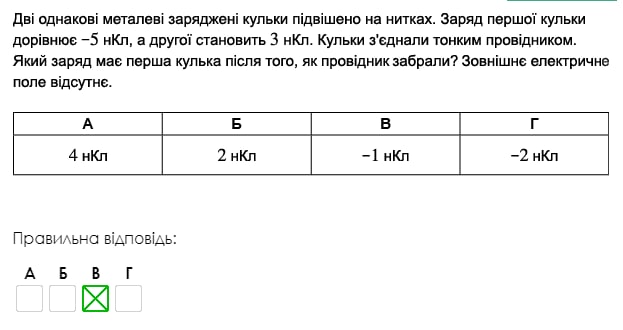 Дві однакові металеві заряджені кульки підвішено на нитках. Заряд першої кульки
дорівнює −5 нКл, а другої становить 3 нКл. Кульки з'єднали тонким провідником.
Який заряд має перша кулька після того, як провідник забрали? Зовнішнє електричне
поле відсутнє.
А Б В Г
4 нКл 2 нКл −1 нКл −2 нКл
Правильна відповідь:
А Б В Г